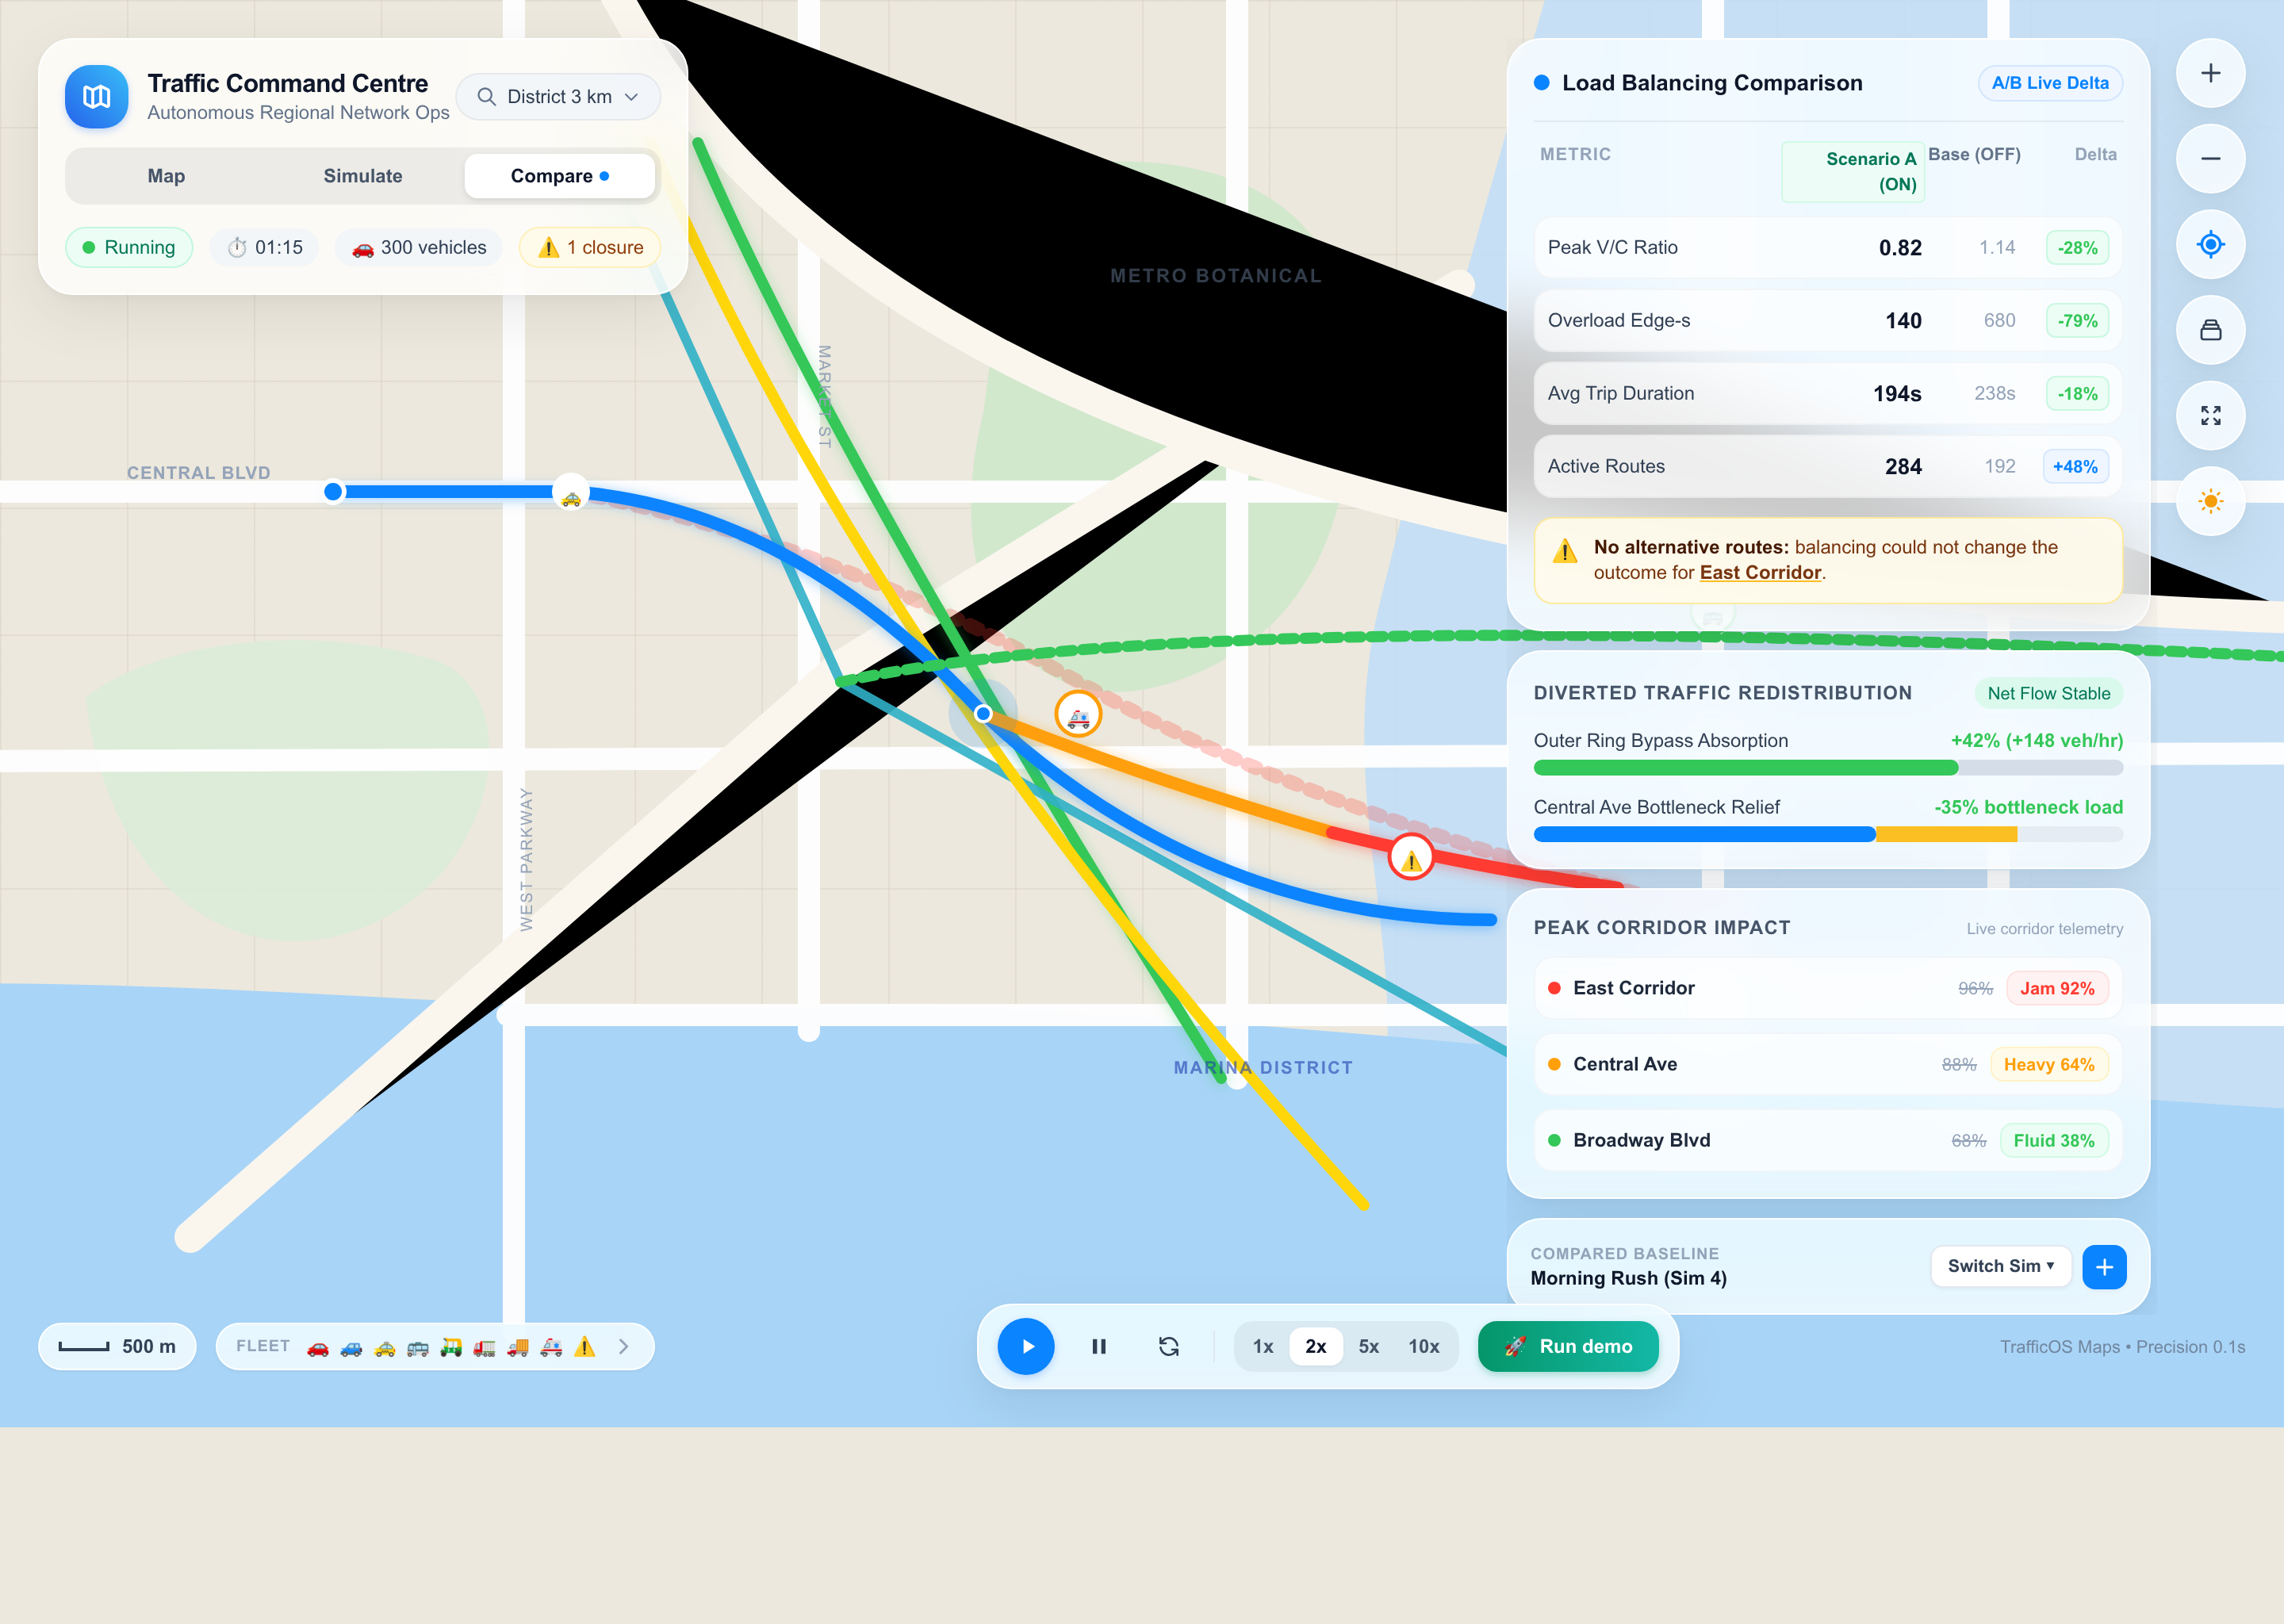 Traffic Command Centre
Autonomous Regional Network Ops
District 3 km
Map
Simulate
Compare
Running
01:15
300 vehicles
1 closure
METRO BOTANICAL
MARKET ST
CENTRAL BLVD
WEST PARKWAY
MARINA DISTRICT
Load Balancing Comparison
A/B Live Delta
METRIC
Scenario A
(ON)
Base (OFF)
Delta
Peak V/C Ratio 0.82 1.14 -28%
Overload Edge-s 140 680 -79%
Avg Trip Duration 194s 238s -18%
Active Routes 284 192 +48%
No alternative routes: balancing could not change the
outcome for East Corridor.
DIVERTED TRAFFIC REDISTRIBUTION
Net Flow Stable
Outer Ring Bypass Absorption +42% (+148 veh/hr)
Central Ave Bottleneck Relief -35% bottleneck load
PEAK CORRIDOR IMPACT
Live corridor telemetry
East Corridor 96% Jam 92%
Central Ave 88% Heavy 64%
Broadway Blvd 68% Fluid 38%
COMPARED BASELINE
Morning Rush (Sim 4)
Switch Sim ▾
500 m
FLEET
1x 2x 5x 10x
Run demo
TrafficOS Maps • Precision 0.1s